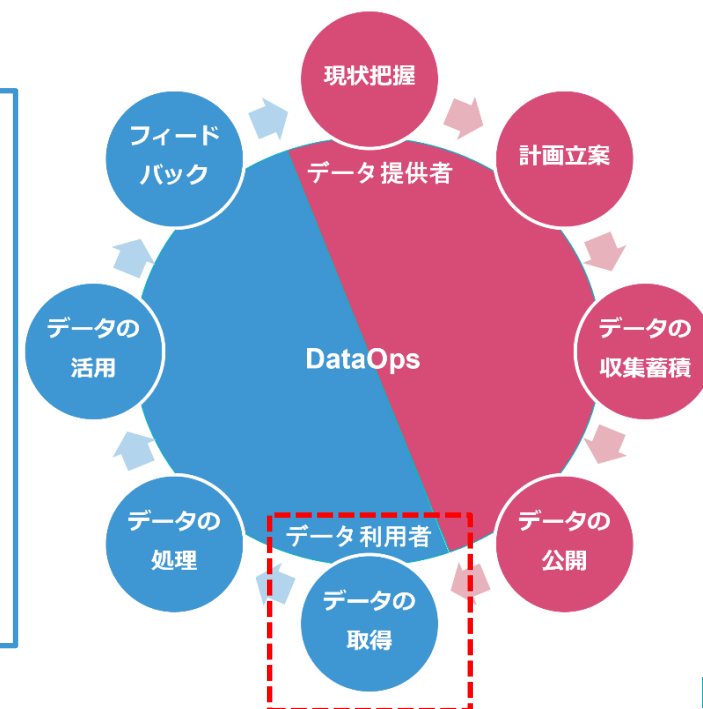 現状把握
フィード
バック
計画立案
データ提供者
データの
活用
DataOps
データの
収集蓄積
データの
処理
データ利用者
データの
公開
データの
取得